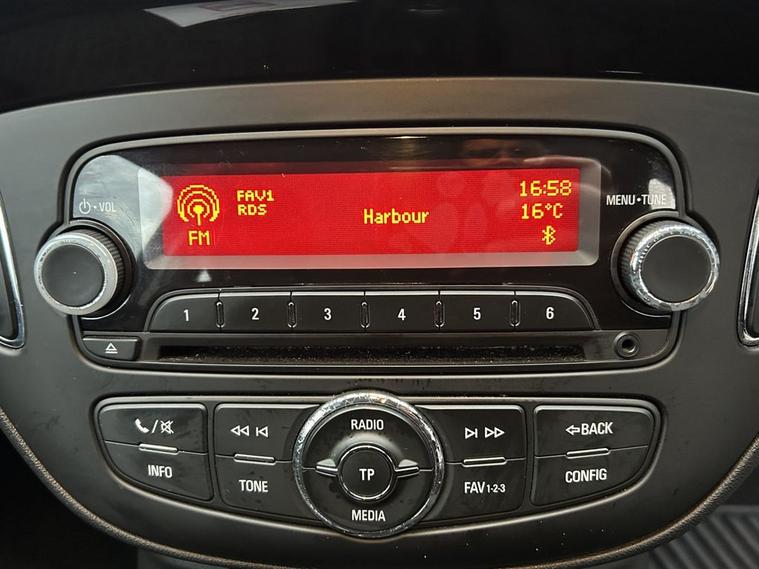 FAV1 16:58
RDS Harbour 16°C
FM
VOL MENU•TUNE
1 2 3 4 5 6
RADIO
BACK
INFO TP CONFIG
TONE FAV1-2-3
MEDIA